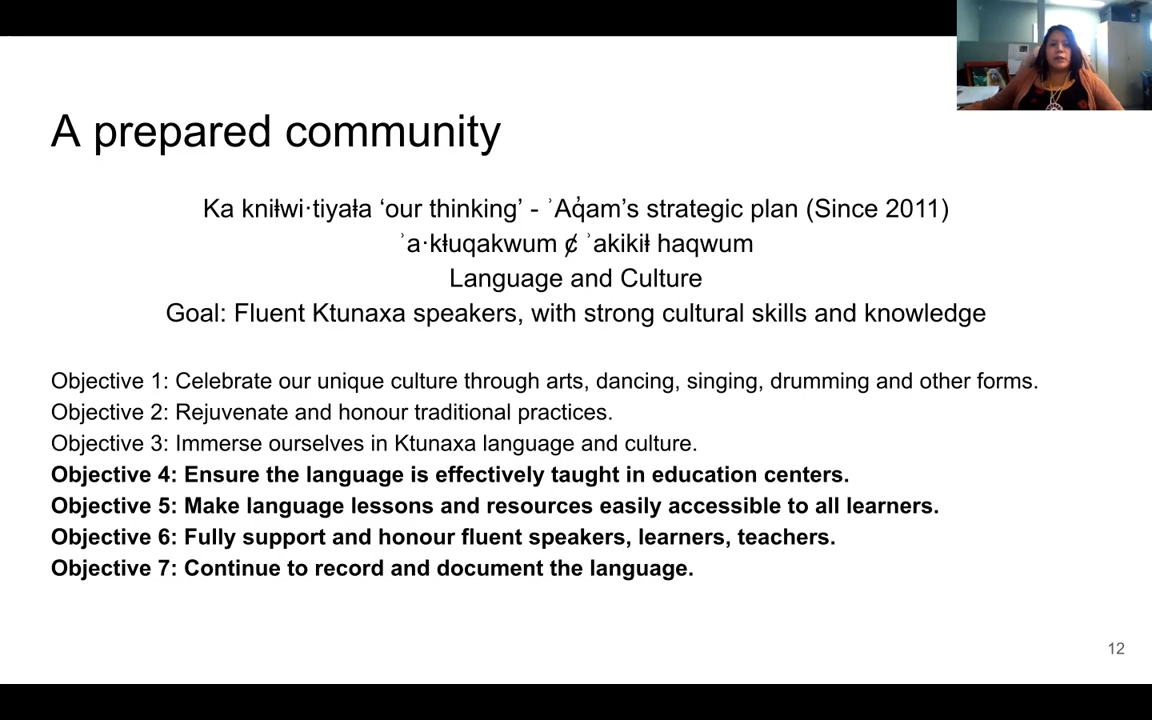 A prepared community
Ka kniⱡwi·tiyaⱡa ‘our thinking’ - ʾAq̓am’s strategic plan (Since 2011)
ʾa·kⱡuqakwum ȼ ʾakikiⱡ haqwum
Language and Culture
Goal: Fluent Ktunaxa speakers, with strong cultural skills and knowledge
Objective 1: Celebrate our unique culture through arts, dancing, singing, drumming and other forms.
Objective 2: Rejuvenate and honour traditional practices.
Objective 3: Immerse ourselves in Ktunaxa language and culture.
Objective 4: Ensure the language is effectively taught in education centers.
Objective 5: Make language lessons and resources easily accessible to all learners.
Objective 6: Fully support and honour fluent speakers, learners, teachers.
Objective 7: Continue to record and document the language.
12